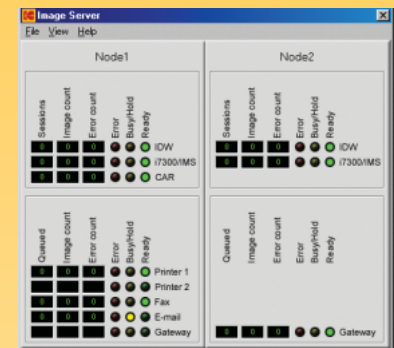 Image Server
File View Help
Node1
Sessions Image count Error count Error Busy/Hold Ready
0 0 0 IDW
0 0 0 i7300/IMS
0 0 0 CAR
Queued Image count Error count Error Busy/Hold Ready
0 0 0 Printer 1
Printer 2
0 0 0 Fax
0 0 0 E-mail
Gateway
Node2
Sessions Image count Error count Error Busy/Hold Ready
0 0 0 IDW
0 0 0 i7300/IMS
Queued Image count Error count Error Busy/Hold Ready
0 0 0 Gateway